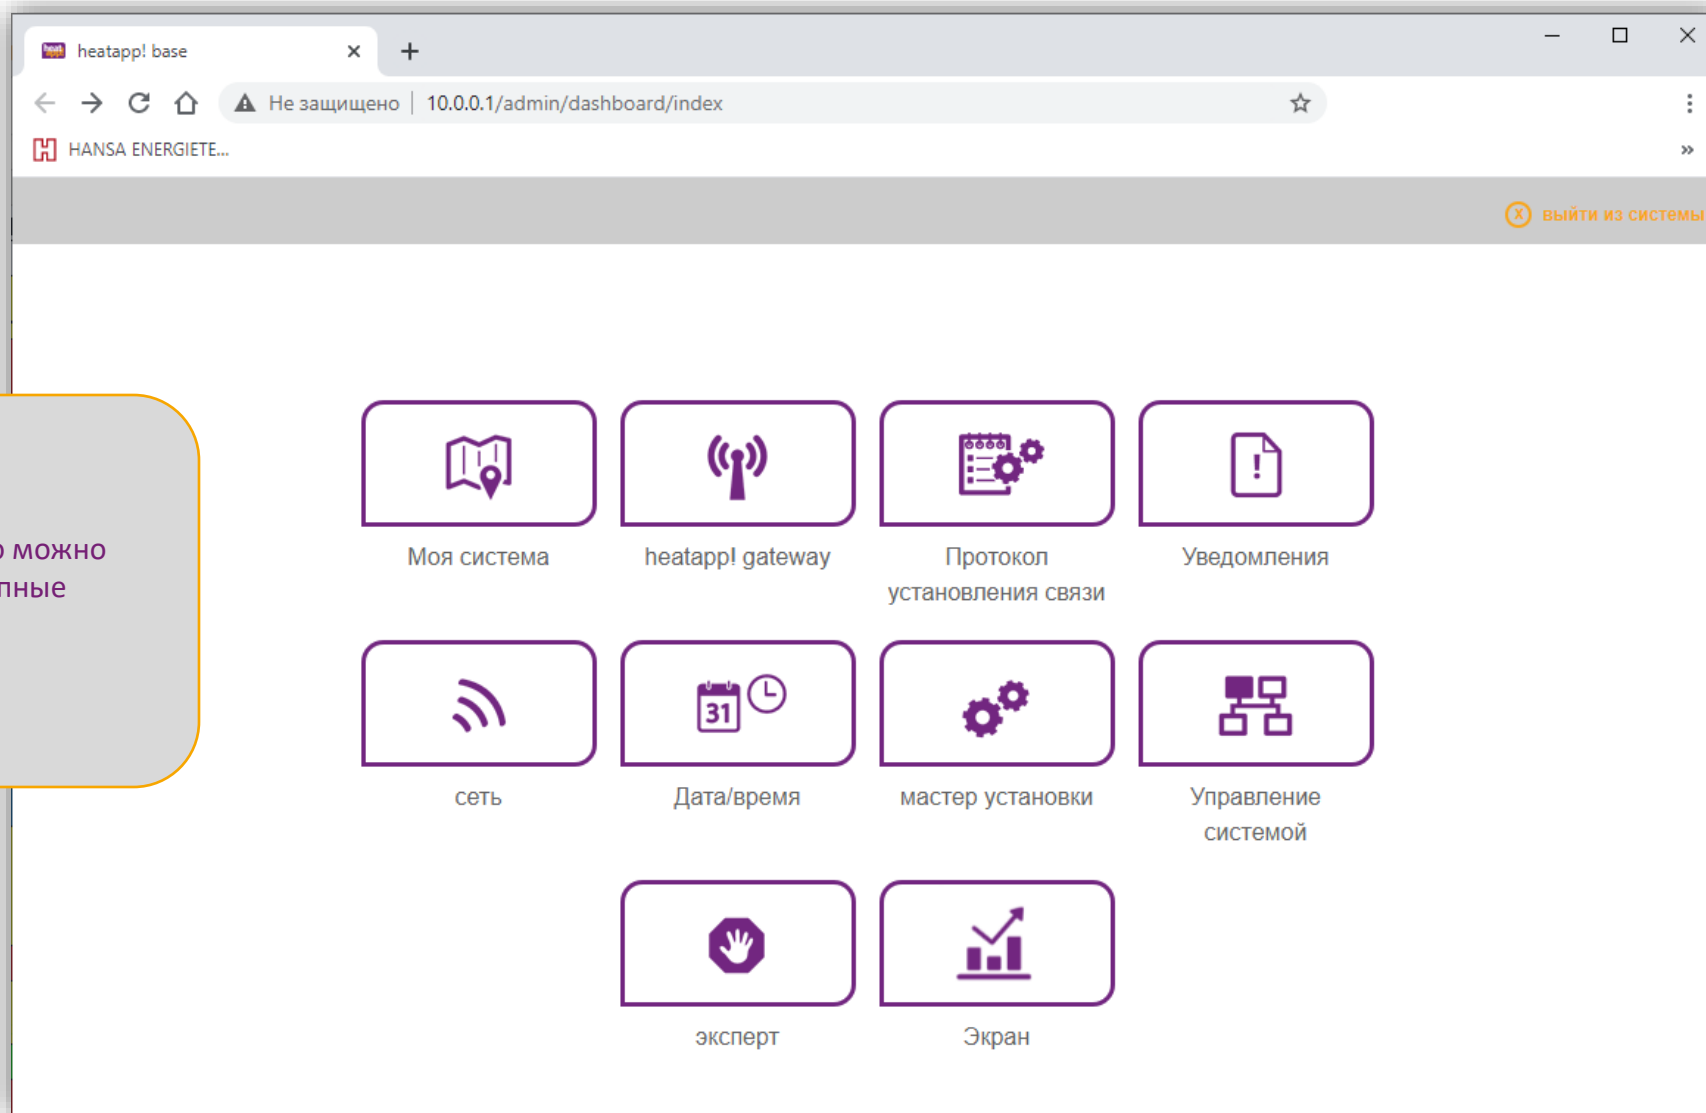 heatapp! base
Не защищено 10.0.0.1/admin/dashboard/index
HANSA ENERGIETE...
выйти из системы
можно
Моя система
heatapp! gateway
Протокол
установления связи
Уведомления
31
сеть
Дата/время
мастер установки
Управление
системой
эксперт
Экран